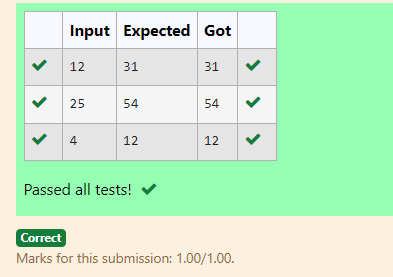 Input Expected Got
12 31 31
25 54 54
4 12 12
Passed all tests!
Correct
Marks for this submission: 1.00/1.00.